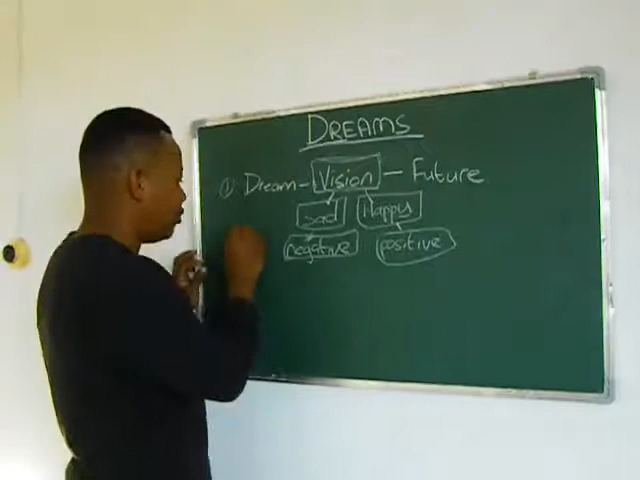 DREAMS
① Dream - Vision - Future
Sad Happy
negative positive